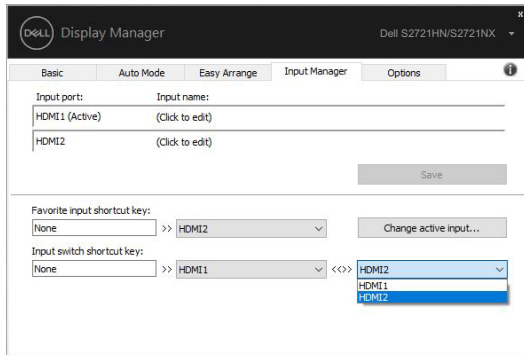 DELL Display Manager
Dell S2721HN/S2721NX
Basic Auto Mode Easy Arrange Input Manager Options
Input port: Input name:
HDMI1 (Active) (Click to edit)
HDMI2 (Click to edit)
Save
Favorite input shortcut key:
None >> HDMI2 Change active input...
Input switch shortcut key:
None >> HDMI1 <<>> HDMI2
HDMI1
HDMI2